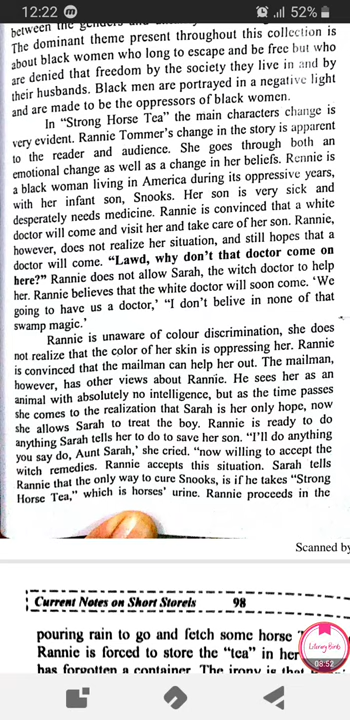 12:22 m 52%
between the genders and
The dominant theme present throughout this collection is
about black women who long to escape and be free but who
are denied that freedom by the society they live in and by
their husbands. Black men are portrayed in a negative light
and are made to be the oppressors of black women.
In “Strong Horse Tea” the main characters change is
very evident. Rannie Tommer’s change in the story is apparent
to the reader and audience. She goes through both an
emotional change as well as a change in her beliefs. Rennie is
a black woman living in America during its oppressive years,
with her infant son, Snooks. Her son is very sick and
desperately needs medicine. Rannie is convinced that a white
doctor will come and visit her and take care of her son. Rannie,
however, does not realize her situation, and still hopes that a
doctor will come. “Lawd, why don’t that doctor come on
here?” Rannie does not allow Sarah, the witch doctor to help
her. Rannie believes that the white doctor will soon come. ‘We
going to have us a doctor,’ “I don’t belive in none of that
swamp magic.’
Rannie is unaware of colour discrimination, she does
not realize that the color of her skin is oppressing her. Rannie
is convinced that the mailman can help her out. The mailman,
however, has other views about Rannie. He sees her as an
animal with absolutely no intelligence, but as the time passes
she comes to the realization that Sarah is her only hope, now
she allows Sarah to treat the boy. Rannie is ready to do
anything Sarah tells her to do to save her son. “I’ll do anything
you say do, Aunt Sarah,’ she cried. “now willing to accept the
witch remedies. Rannie accepts this situation. Sarah tells
Rannie that the only way to cure Snooks, is if he takes “Strong
Horse Tea,” which is horses’ urine. Rannie proceeds in the
Scanned by
Current Notes on Short Storeis 98
pouring rain to go and fetch some horse
Rannie is forced to store the “tea” in her
has forgotten a container. The irony is that
Literary Birds
08:52